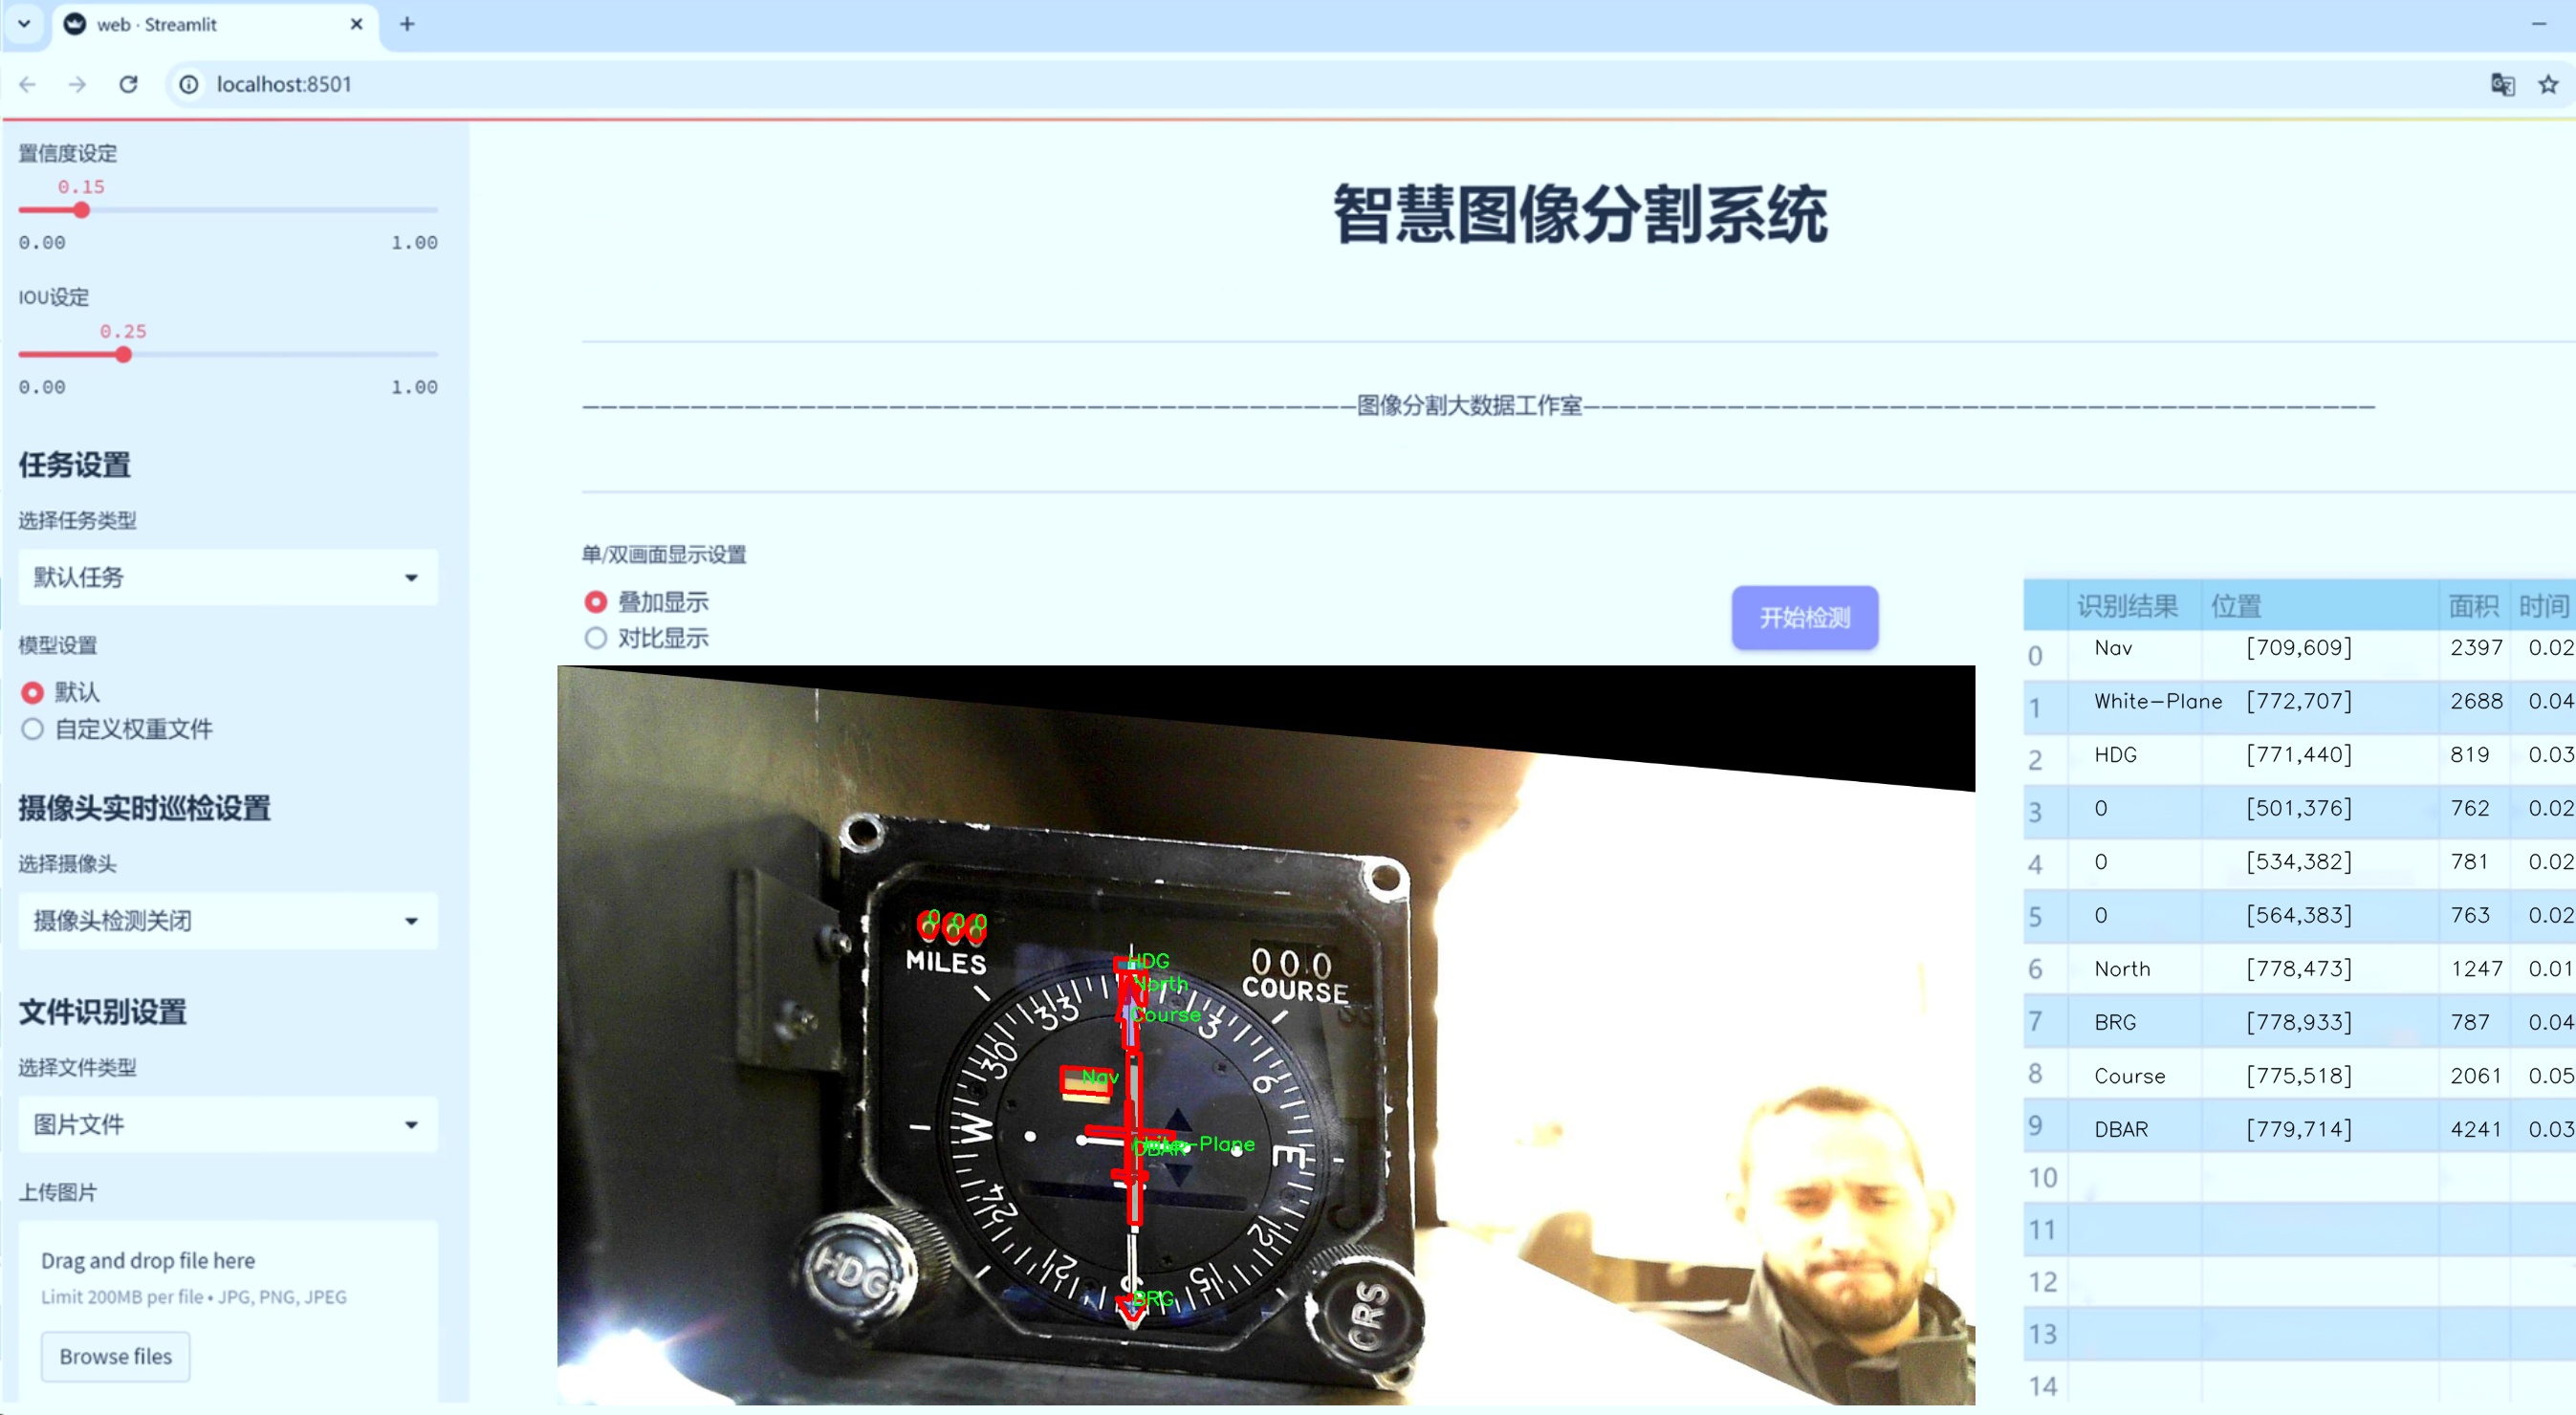 web · Streamlit
localhost:8501
置信度设定
0.15
0.00 1.00
IOU设定
0.25
0.00 1.00
任务设置
选择任务类型
默认任务
模型设置
默认
自定义权重文件
摄像头实时巡检设置
选择摄像头
摄像头检测关闭
文件识别设置
选择文件类型
图片文件
上传图片
Drag and drop file here
Limit 200MB per file • JPG, PNG, JPEG
Browse files
智慧图像分割系统
图像分割大数据工作室
单/双画面显示设置
叠加显示
对比显示
开始检测
0 0 0
MILES
HDG
North
Course
000
COURSE
33
3
30
6
Nav
W
White-Plane
DBAR
E
24
12
21
S
15
BRG
HDG
CRS
识别结果 位置 面积 时间
0 Nav [709,609] 2397 0.02
1 White-Plane [772,707] 2688 0.04
2 HDG [771,440] 819 0.03
3 0 [501,376] 762 0.02
4 0 [534,382] 781 0.02
5 0 [564,383] 763 0.02
6 North [778,473] 1247 0.01
7 BRG [778,933] 787 0.04
8 Course [775,518] 2061 0.05
9 DBAR [779,714] 4241 0.03
10
11
12
13
14